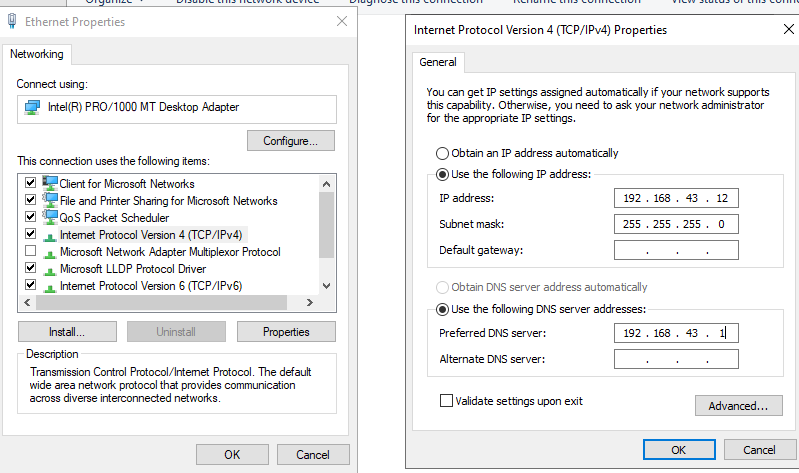 Organize
Disable this network device
Diagnose this connection
Rename this connection
View status of this conne
Ethernet Properties
Networking
Connect using:
Intel(R) PRO/1000 MT Desktop Adapter
Configure...
This connection uses the following items:
Client for Microsoft Networks
File and Printer Sharing for Microsoft Networks
QoS Packet Scheduler
Internet Protocol Version 4 (TCP/IPv4)
Microsoft Network Adapter Multiplexor Protocol
Microsoft LLDP Protocol Driver
Internet Protocol Version 6 (TCP/IPv6)
Install...
Uninstall
Properties
Description
Transmission Control Protocol/Internet Protocol. The default
wide area network protocol that provides communication
across diverse interconnected networks.
OK
Cancel
Internet Protocol Version 4 (TCP/IPv4) Properties
General
You can get IP settings assigned automatically if your network supports
this capability. Otherwise, you need to ask your network administrator
for the appropriate IP settings.
Obtain an IP address automatically
Use the following IP address:
IP address: 192 . 168 . 43 . 12
Subnet mask: 255 . 255 . 255 . 0
Default gateway: . . .
Obtain DNS server address automatically
Use the following DNS server addresses:
Preferred DNS server: 192 . 168 . 43 . 1
Alternate DNS server: . . .
Validate settings upon exit
Advanced...
OK
Cancel